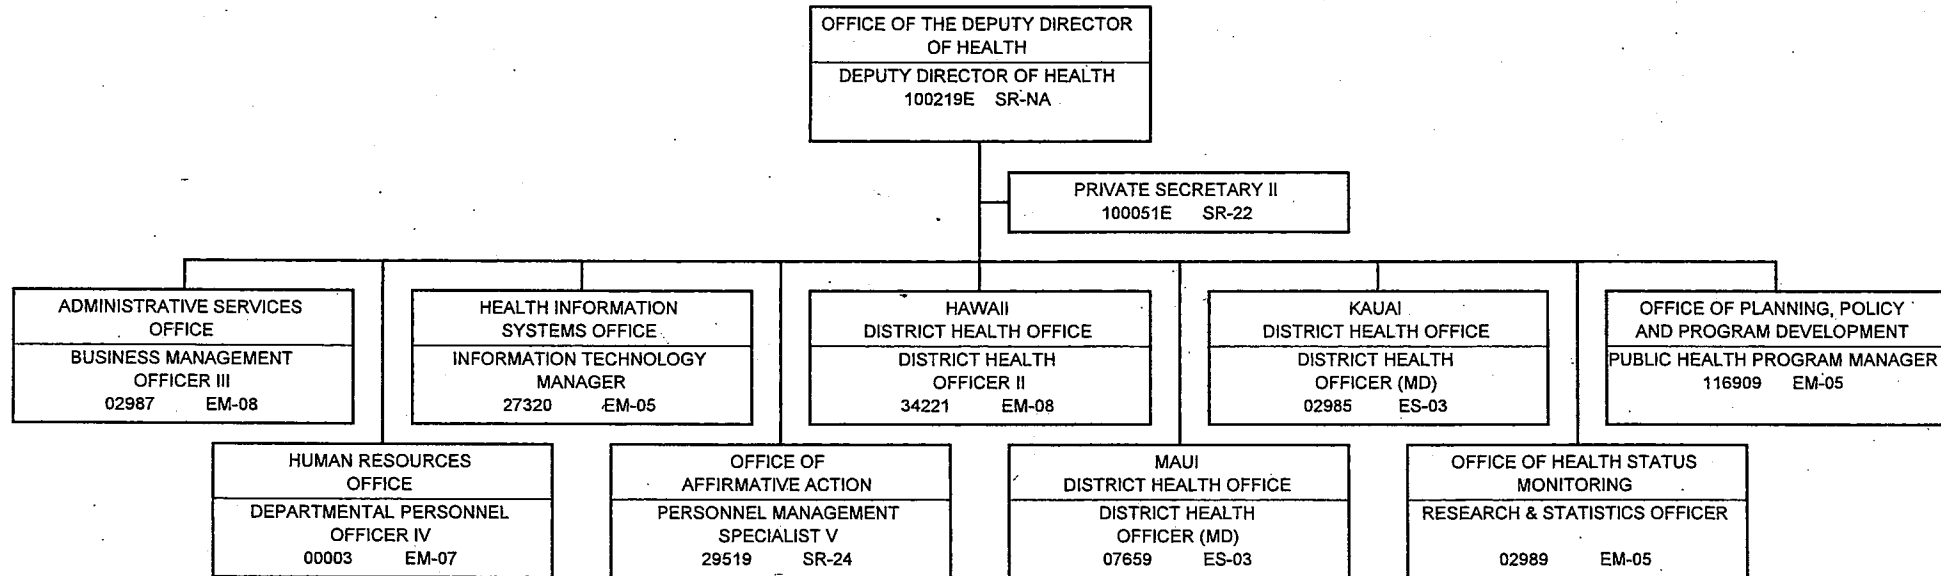 OFFICE OF THE DEPUTY DIRECTOR
OF HEALTH
DEPUTY DIRECTOR OF HEALTH
100219E SR-NA
PRIVATE SECRETARY II
100051E SR-22
ADMINISTRATIVE SERVICES
OFFICE
BUSINESS MANAGEMENT
OFFICER III
02987 EM-08
HEALTH INFORMATION
SYSTEMS OFFICE
INFORMATION TECHNOLOGY
MANAGER
27320 EM-05
HAWAII
DISTRICT HEALTH OFFICE
DISTRICT HEALTH
OFFICER II
34221 EM-08
KAUAI
DISTRICT HEALTH OFFICE
DISTRICT HEALTH
OFFICER (MD)
02985 ES-03
OFFICE OF PLANNING, POLICY
AND PROGRAM DEVELOPMENT
PUBLIC HEALTH PROGRAM MANAGER
116909 EM-05
HUMAN RESOURCES
OFFICE
DEPARTMENTAL PERSONNEL
OFFICER IV
00003 EM-07
OFFICE OF
AFFIRMATIVE ACTION
PERSONNEL MANAGEMENT
SPECIALIST V
29519 SR-24
MAUI
DISTRICT HEALTH OFFICE
DISTRICT HEALTH
OFFICER (MD)
07659 ES-03
OFFICE OF HEALTH STATUS
MONITORING
RESEARCH & STATISTICS OFFICER
02989 EM-05